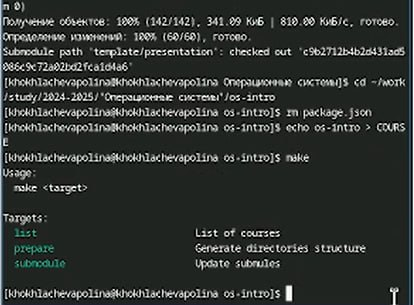 m 0)
Получение объектов: 100% (142/142), 341.09 КиБ | 810.00 КиБ/с, готово.
Определение изменений: 100% (60/60), готово.
Submodule path 'template/presentation': checked out 'c9b2712b4b2d431ad5
086c9c72a02bd2fca1d4a6'
[khokhlachevapolina@khokhlachevapolina Операционные системы]$ cd ~/work
/study/2024-2025/"Операционные системы"/os-intro
[khokhlachevapolina@khokhlachevapolina os-intro]$ rm package.json
[khokhlachevapolina@khokhlachevapolina os-intro]$ echo os-intro > COURS
E
[khokhlachevapolina@khokhlachevapolina os-intro]$ make
Usage:
make <target>
Targets:
list List of courses
prepare Generate directories structure
submodule Update submules
[khokhlachevapolina@khokhlachevapolina os-intro]$